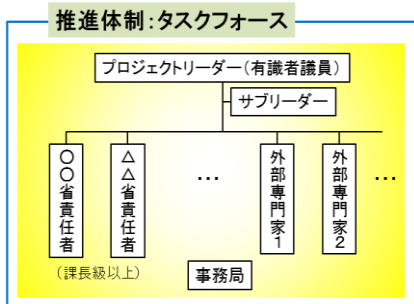 推進体制：タスクフォース
プロジェクトリーダー（有識者議員）
サブリーダー
〇〇省責任者
△△省責任者
…
外部専門家1
外部専門家2
…
（課長級以上）
事務局